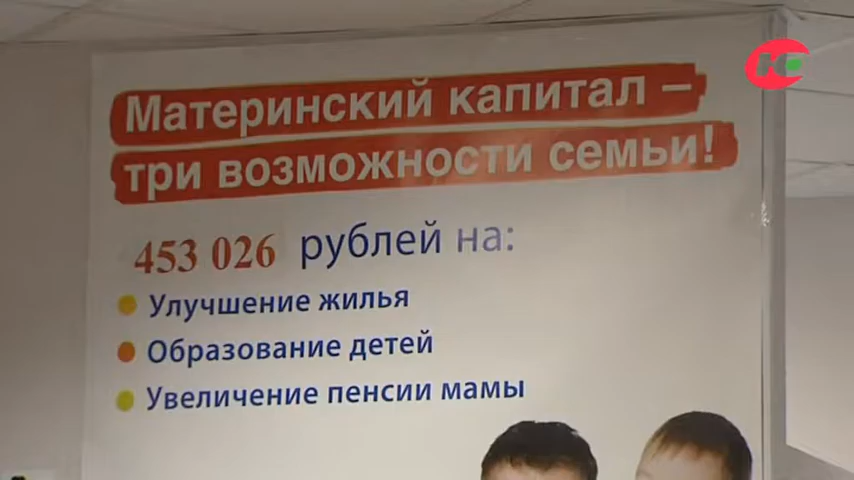 Материнский капитал –
три возможности семьи!
453 026 рублей на:
Улучшение жилья
Образование детей
Увеличение пенсии мамы